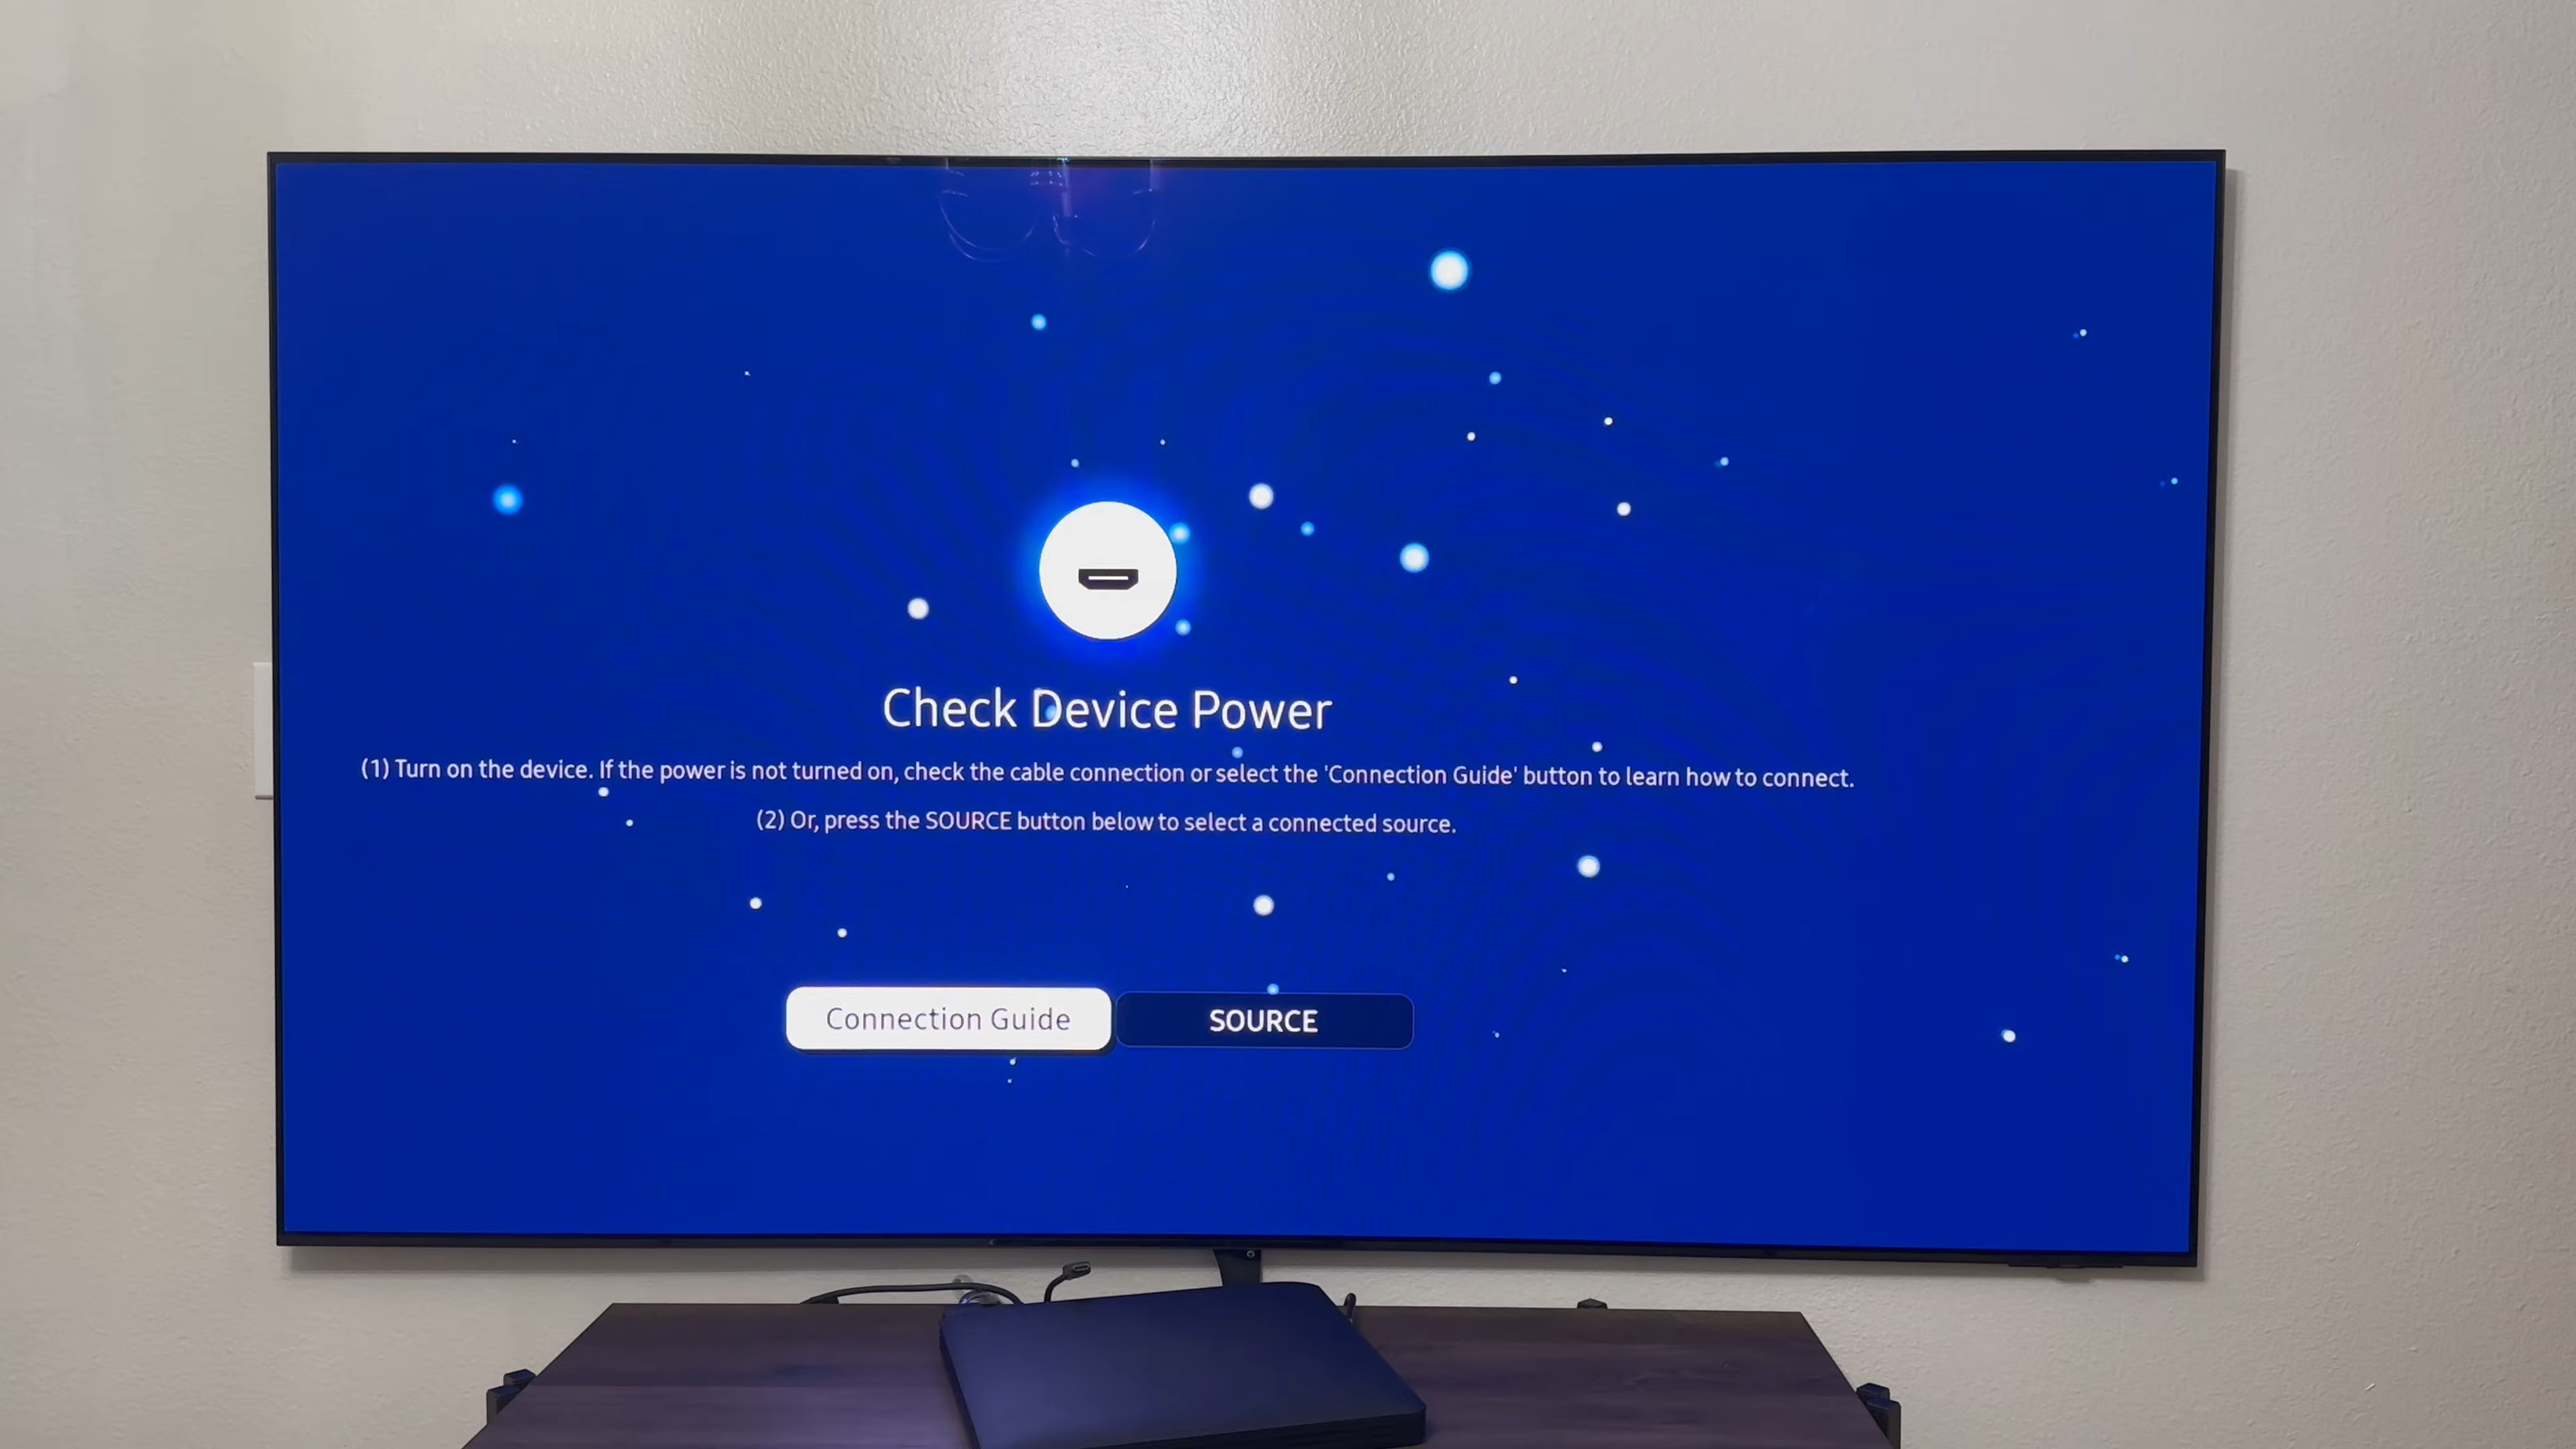 Check Device Power
(1) Turn on the device. If the power is not turned on, check the cable connection or select the 'Connection Guide' button to learn how to connect.
(2) Or, press the SOURCE button below to select a connected source.
Connection Guide
SOURCE